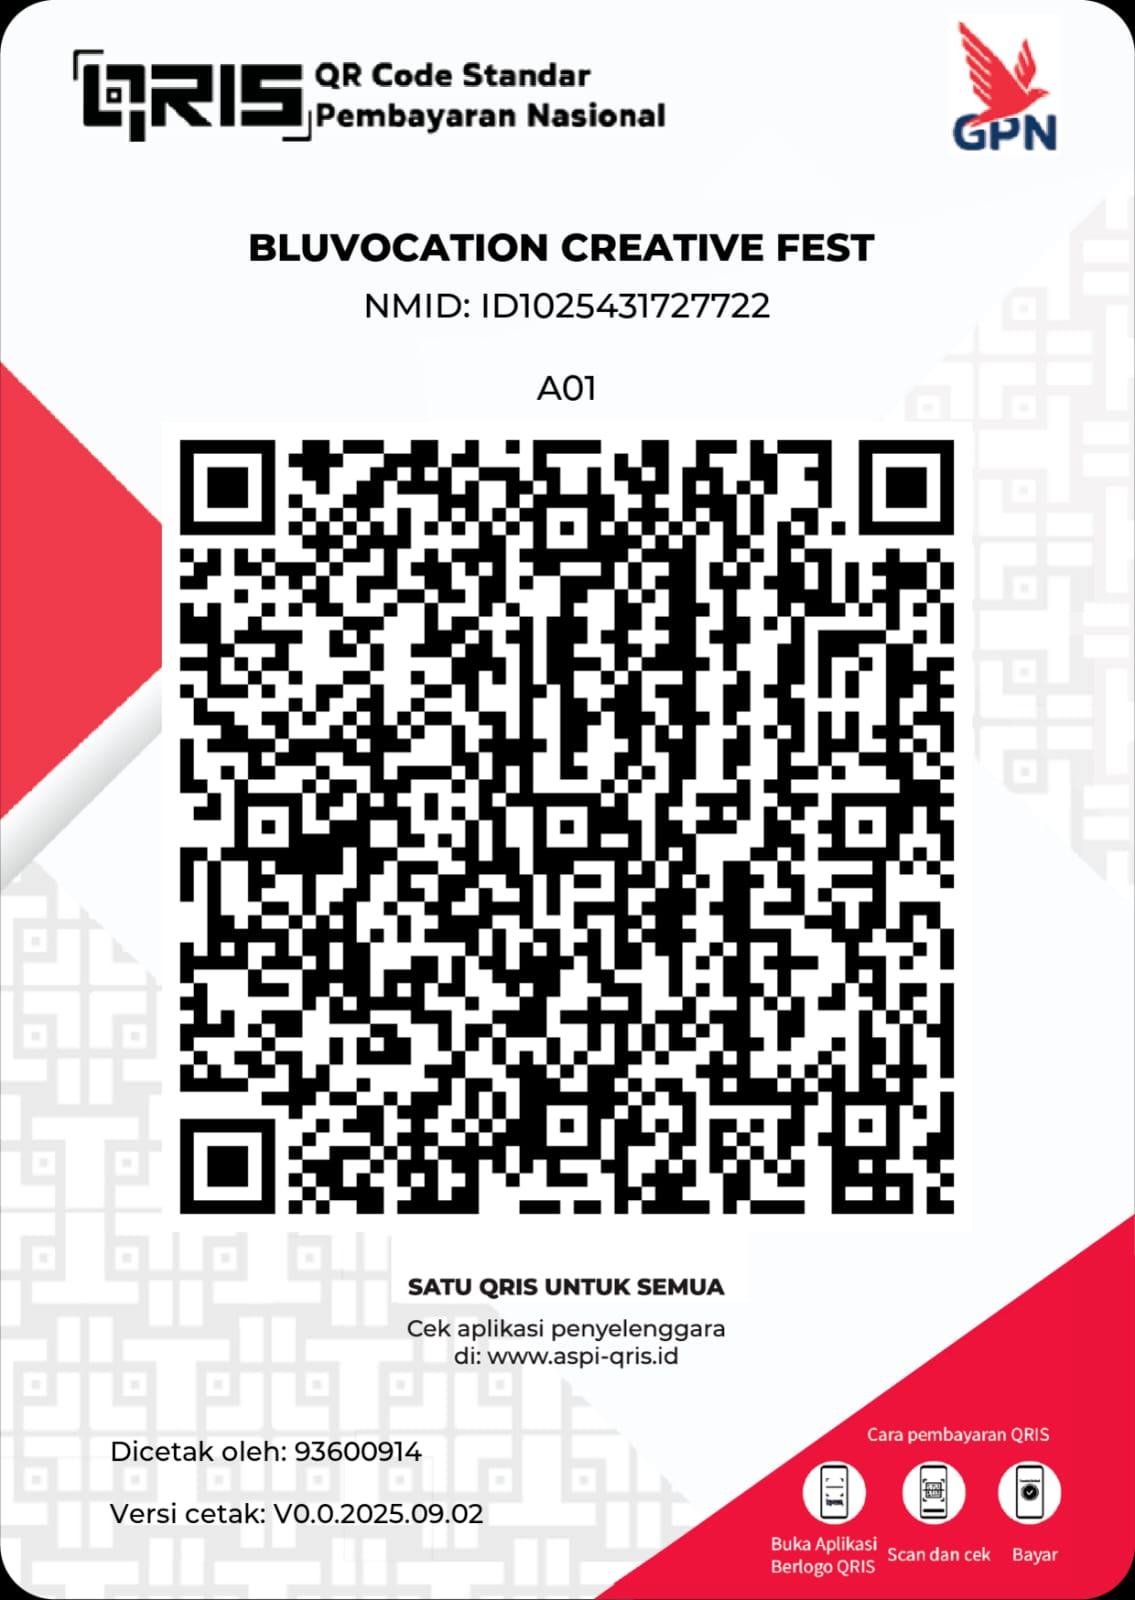 QRIS
QR Code Standar
Pembayaran Nasional
GPN
BLUVOCATION CREATIVE FEST
NMID: ID1025431727722
A01
SATU QRIS UNTUK SEMUA
Cek aplikasi penyelenggara
di: www.aspi-qris.id
Dicetak oleh: 93600914
Versi cetak: V0.0.2025.09.02
Cara pembayaran QRIS
Buka Aplikasi
Berlogo QRIS
Scan dan cek
Bayar